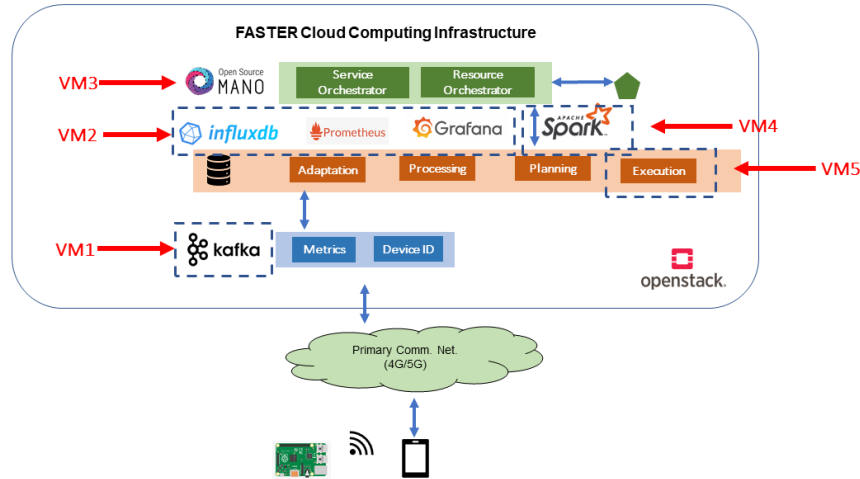 FASTER Cloud Computing Infrastructure
VM3
Open Source
MANO
Service
Orchestrator
Resource
Orchestrator
VM2
influxdb
Prometheus
Grafana
APACHE
Spark
VM4
Adaptation
Processing
Planning
Execution
VM5
VM1
kafka
Metrics
Device ID
openstack.
Primary Comm. Net.
(4G/5G)